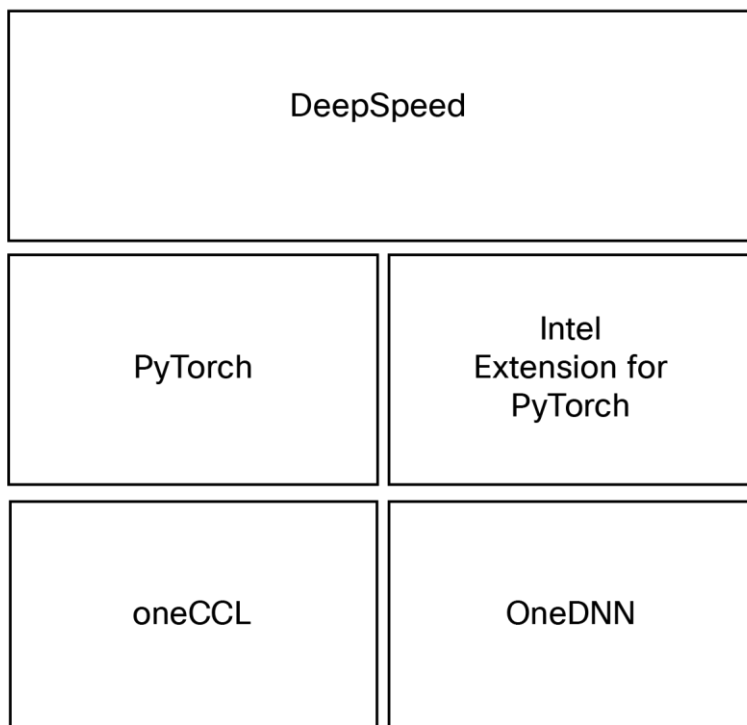 DeepSpeed
PyTorch
Intel
Extension for
PyTorch
oneCCL
OneDNN